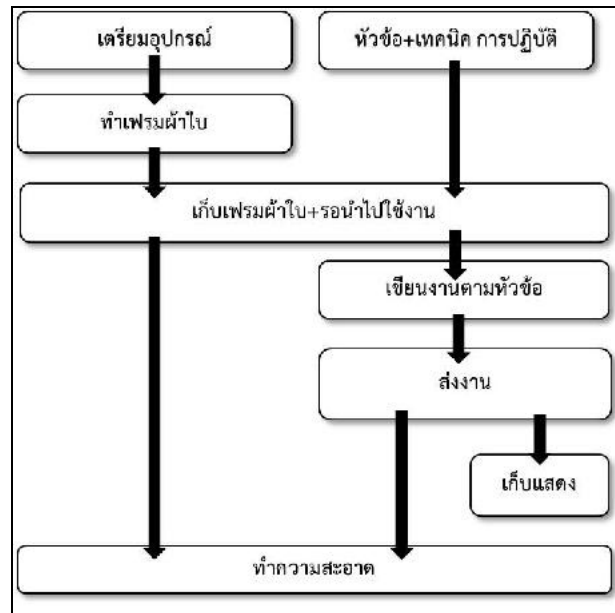 เตรียมอุปกรณ์
หัวข้อ+เทคนิค การปฏิบัติ
ทำเฟรมผ้าใบ
เก็บเฟรมผ้าใบ+รอนำไปใช้งาน
เขียนงานตามหัวข้อ
ส่งงาน
เก็บแสดง
ทำความสะอาด